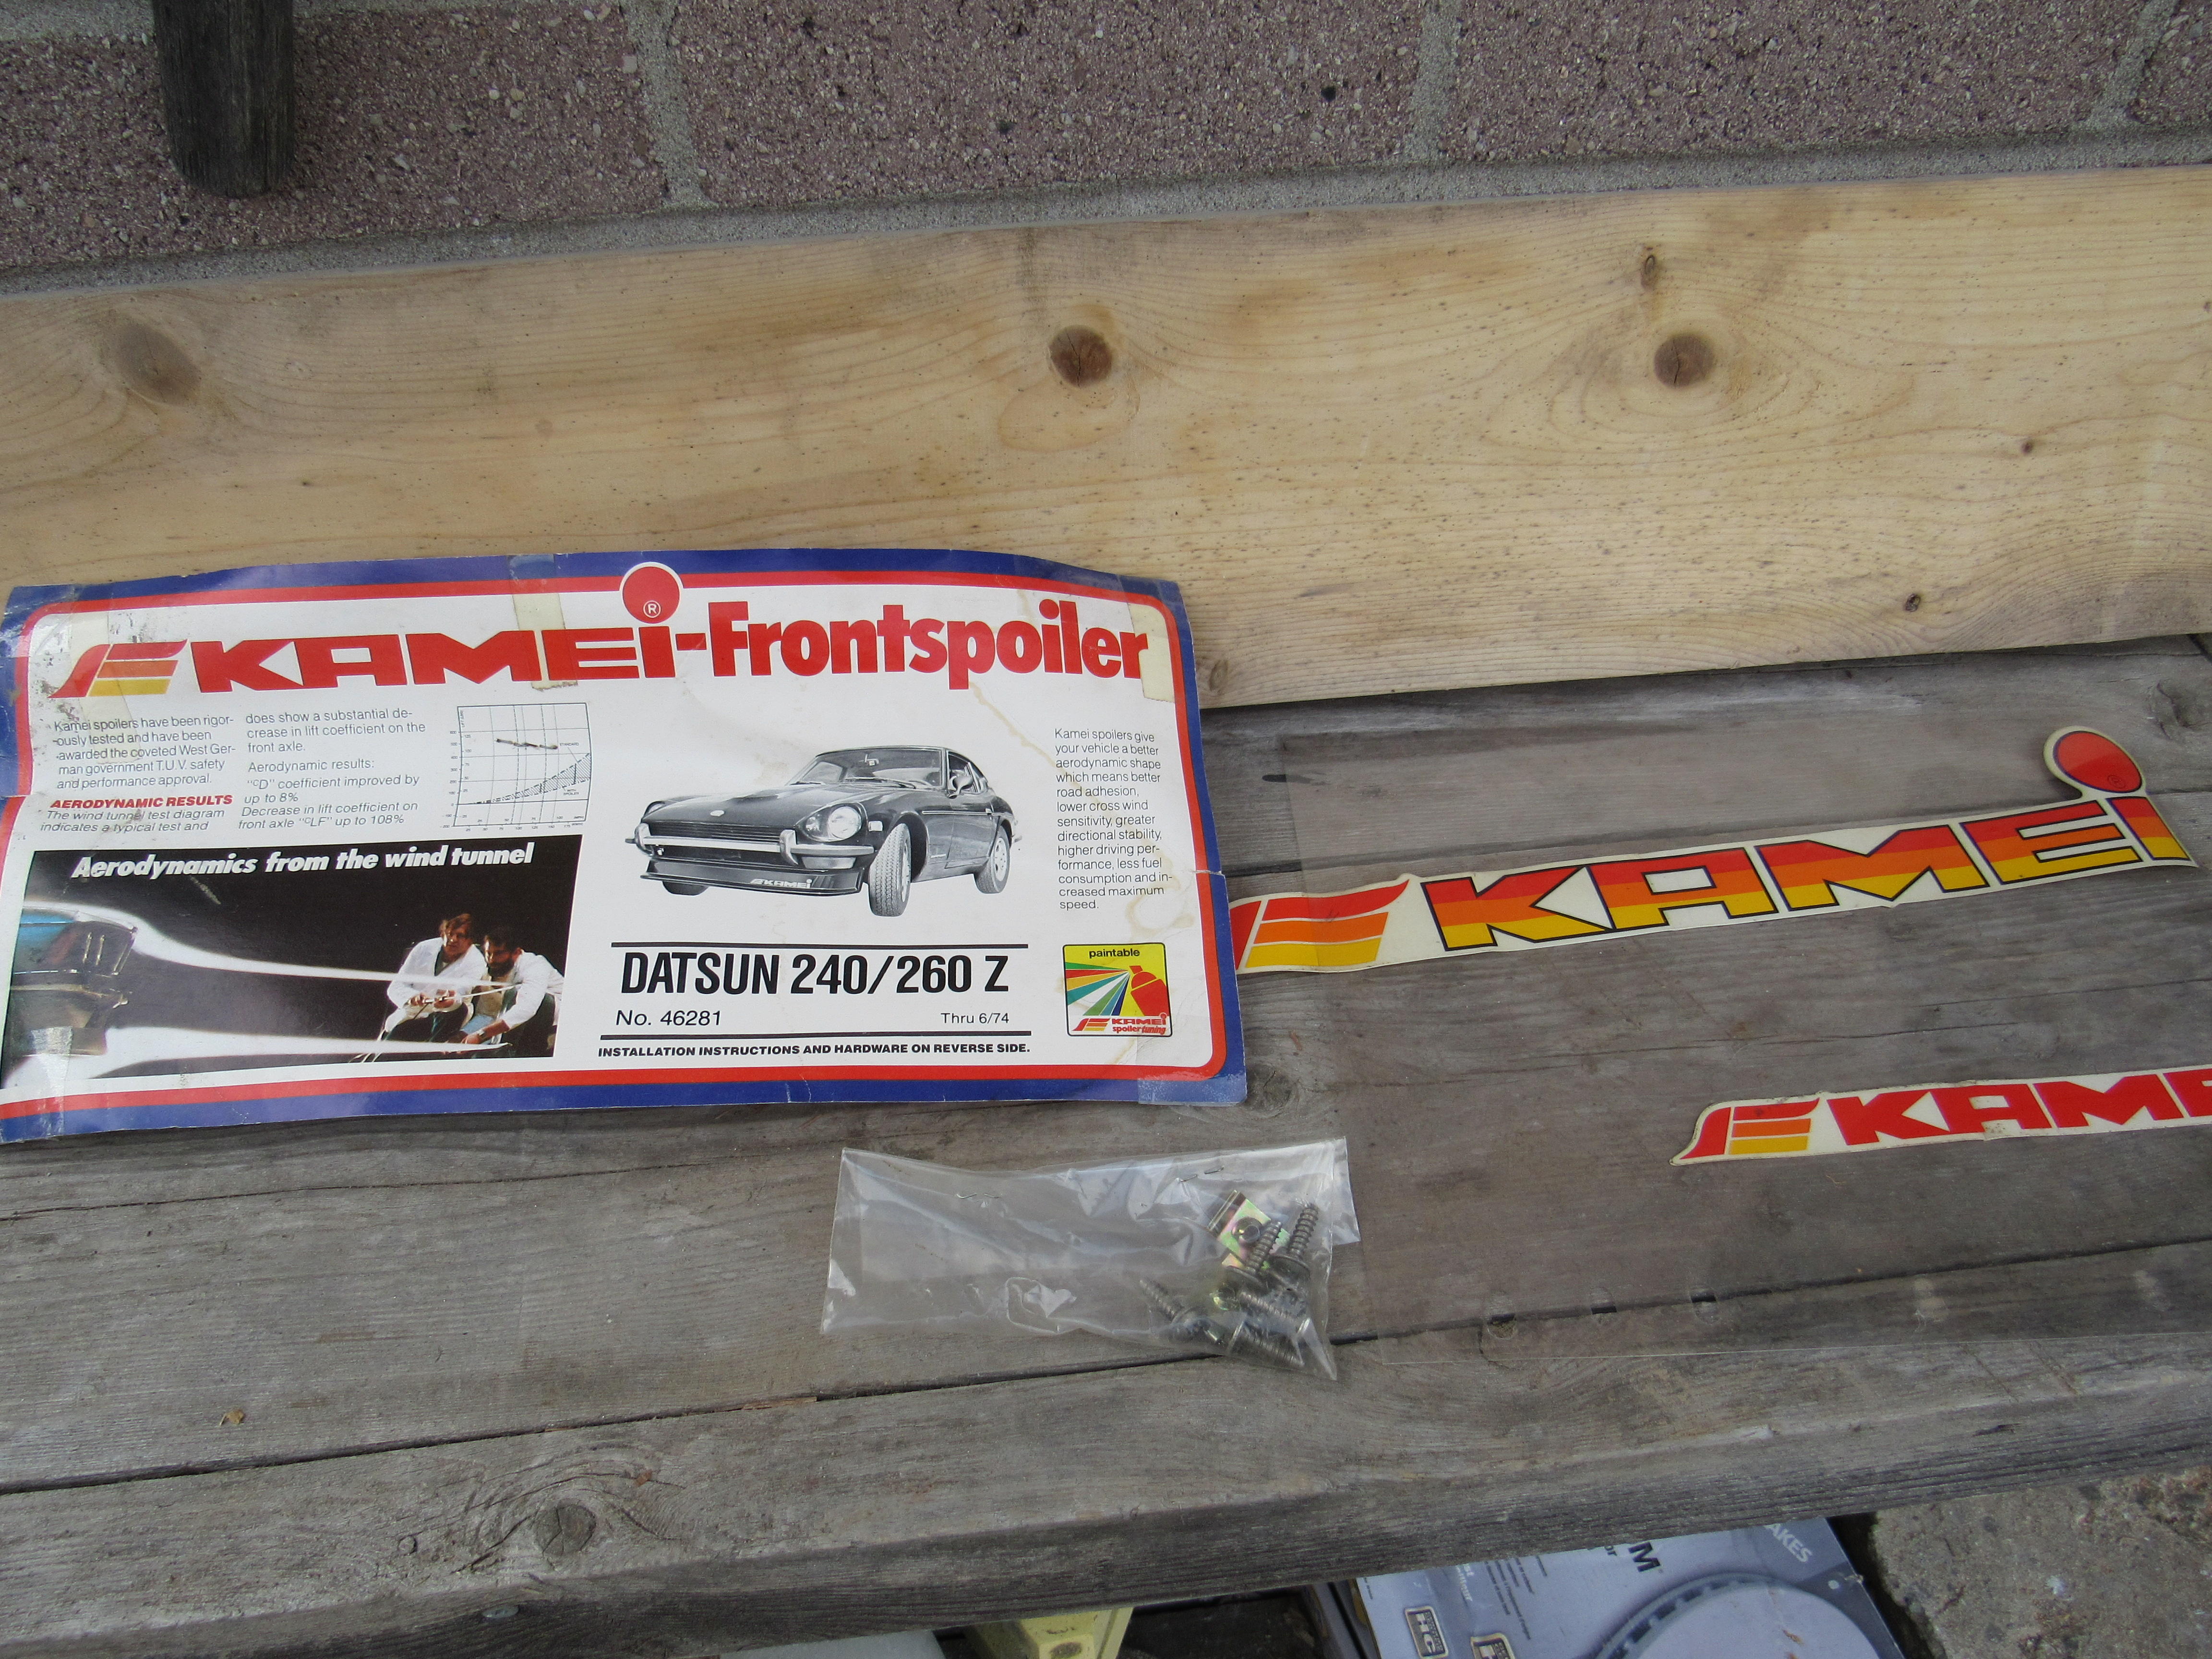 KAMEi-Frontspoiler
®
Kamei spoilers have been rigor-
ously tested and have been
awarded the coveted West Ger-
man government T.U.V. safety
and performance approval.
AERODYNAMIC RESULTS
The wind tunnel test diagram
indicates a typical test and
does show a substantial de-
crease in lift coefficient on the
front axle.
Aerodynamic results:
"cD" coefficient improved by
up to 8%
Decrease in lift coefficient on
front axle "cLF" up to 108%
Aerodynamics from the wind tunnel
KAMEi
Kamei spoilers give
your vehicle a better
aerodynamic shape
which means better
road adhesion,
lower cross wind
sensitivity, greater
directional stability,
higher driving per-
formance, less fuel
consumption and in-
creased maximum
speed.
DATSUN 240/260 Z
No. 46281
Thru 6/74
INSTALLATION INSTRUCTIONS AND HARDWARE ON REVERSE SIDE.
paintable
KAMEi
spoiler tuning
KAMEi
®
KAME
AKES